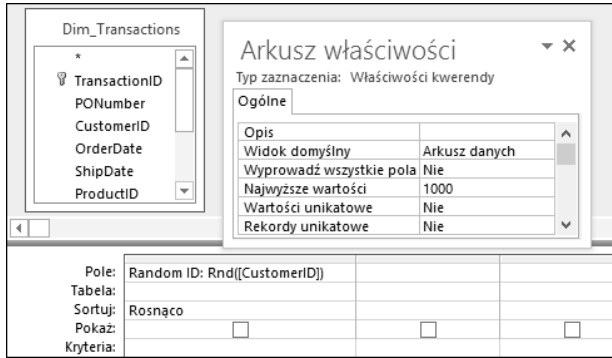 Dim_Transactions
*
TransactionID
PONumber
CustomerID
OrderDate
ShipDate
ProductID
Arkusz właściwości
Typ zaznaczenia: Właściwości kwerendy
Ogólne
Opis
Widok domyślny Arkusz danych
Wyprowadź wszystkie pola Nie
Najwyższe wartości 1000
Wartości unikatowe Nie
Rekordy unikatowe Nie
Pole: Random ID: Rnd([CustomerID])
Tabela:
Sortuj: Rosnąco
Pokaż:
Kryteria: